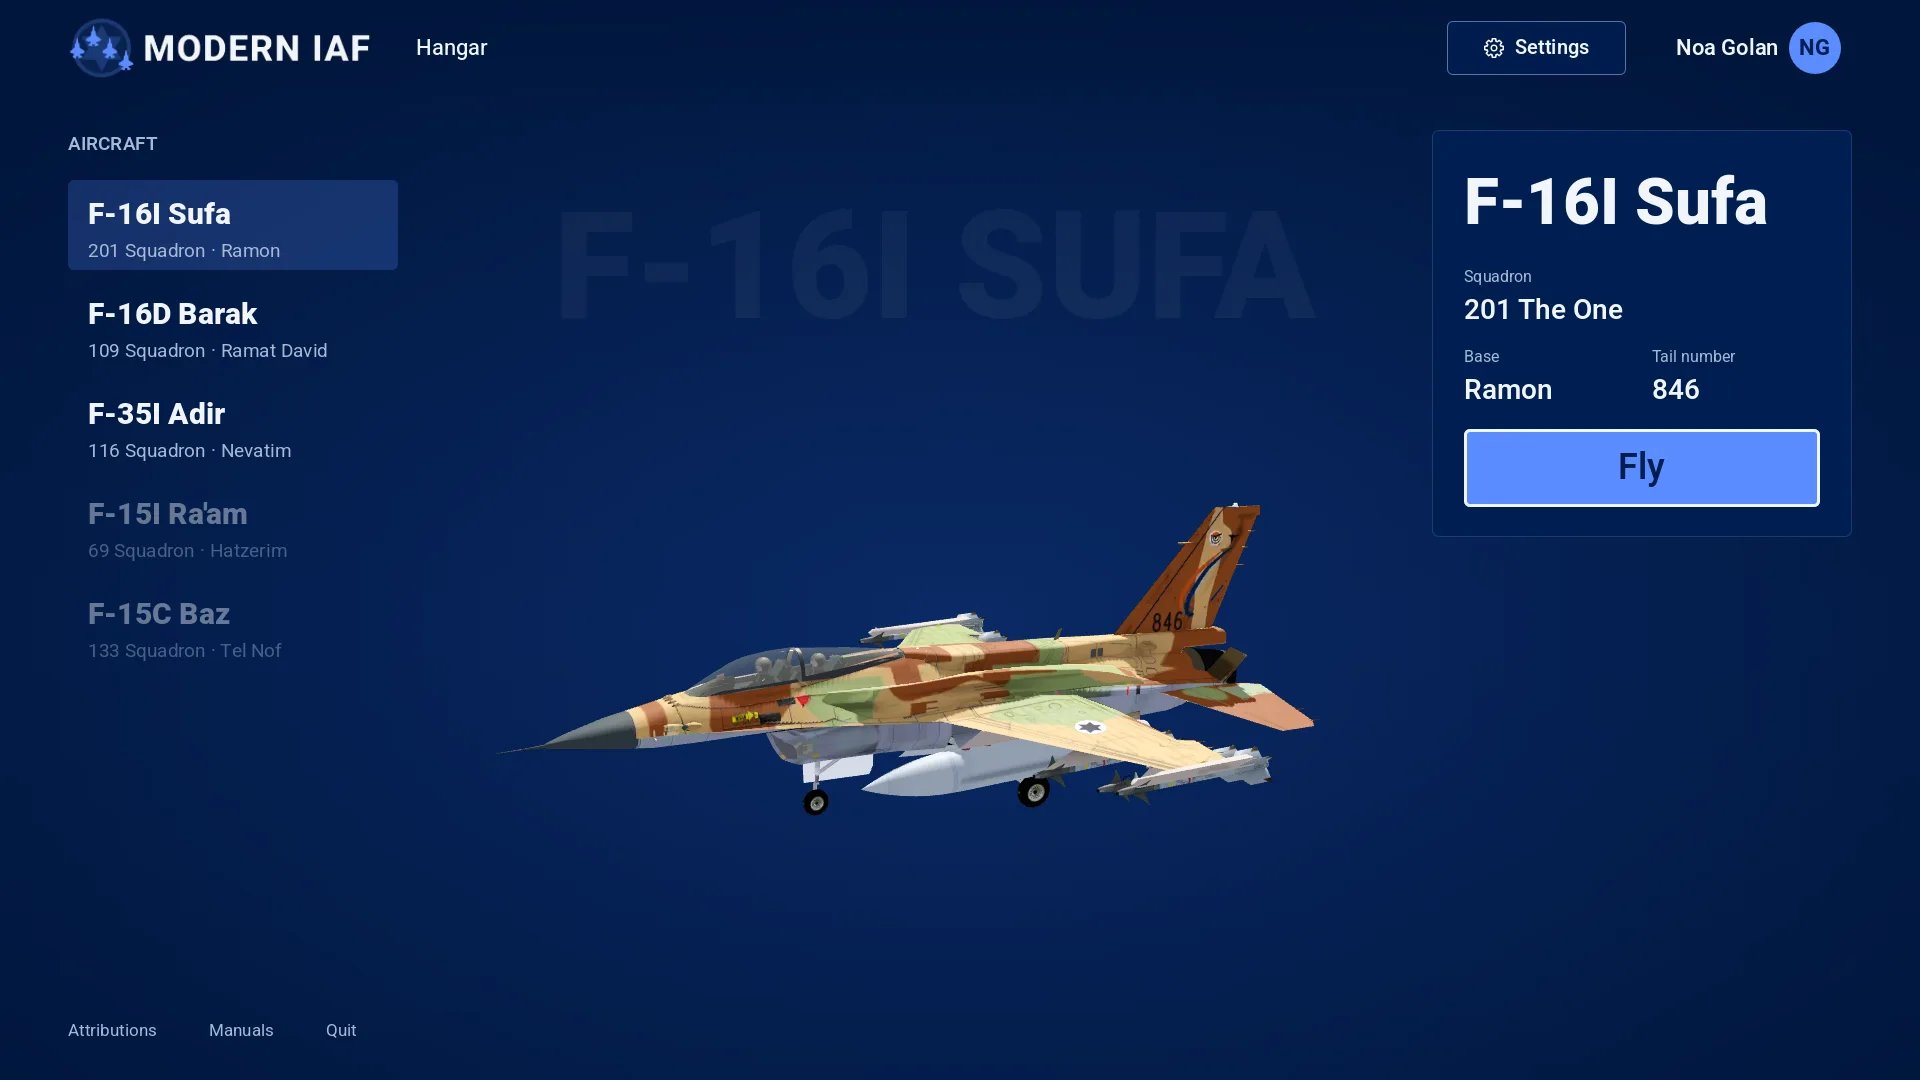 MODERN IAF
Hangar
Settings
Noa Golan
NG
AIRCRAFT
F-16I Sufa
201 Squadron · Ramon
F-16D Barak
109 Squadron · Ramat David
F-35I Adir
116 Squadron · Nevatim
F-15I Ra'am
69 Squadron · Hatzerim
F-15C Baz
133 Squadron · Tel Nof
F-16I SUFA
846
F-16I Sufa
Squadron
201 The One
Base
Tail number
Ramon
846
Fly
Attributions
Manuals
Quit